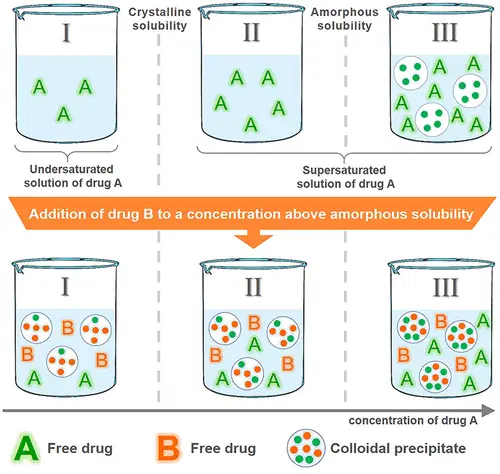 Crystalline
solubility
Amorphous
solubility
I
II
III
A A
A
A A
A A
A
A A
A
A
A A
A
Undersaturated
solution of drug A
Supersaturated
solution of drug A
Addition of drug B to a concentration above amorphous solubility
I
II
III
B
B B
A A
B
A
B B
A A
A
B A
A
B
A A
concentration of drug A
A Free drug
B Free drug
Colloidal precipitate